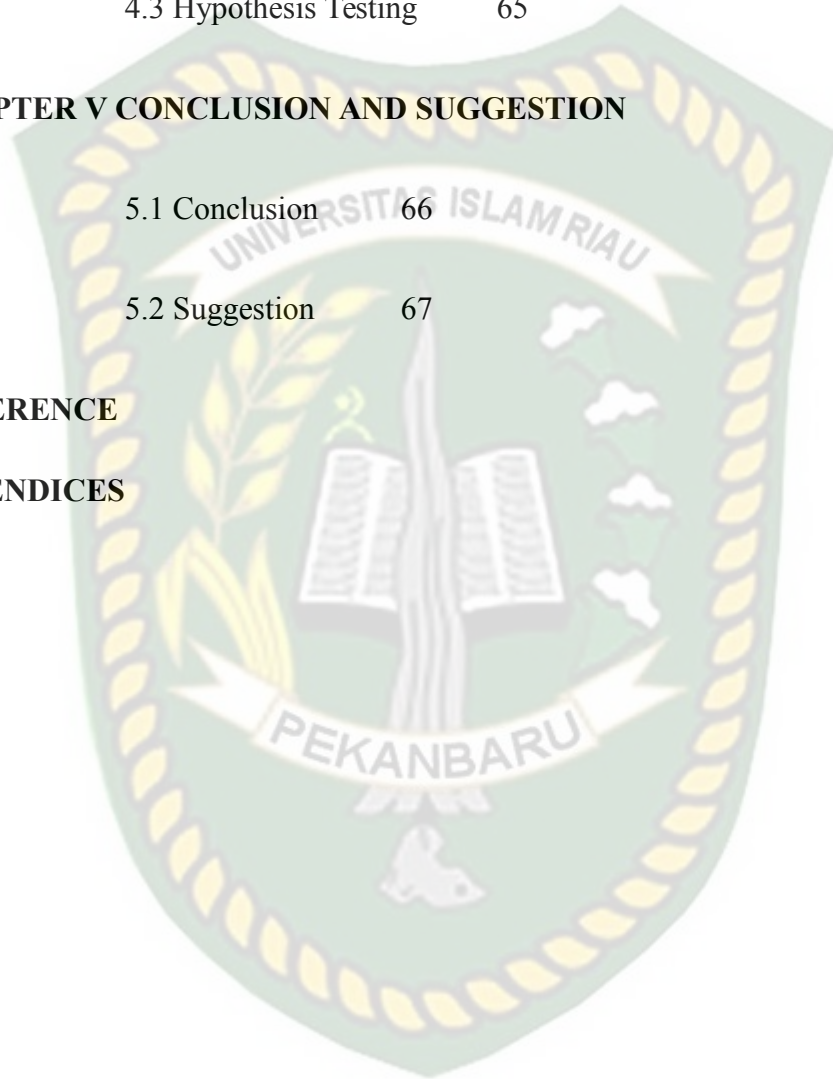 4.3 Hypothesis Testing 65
PTER V CONCLUSION AND SUGGESTION
5.1 Conclusion 66
UNIVERSITAS ISLAM RIAU
5.2 Suggestion 67
ERENCE
ENDICES
PEKANBARU